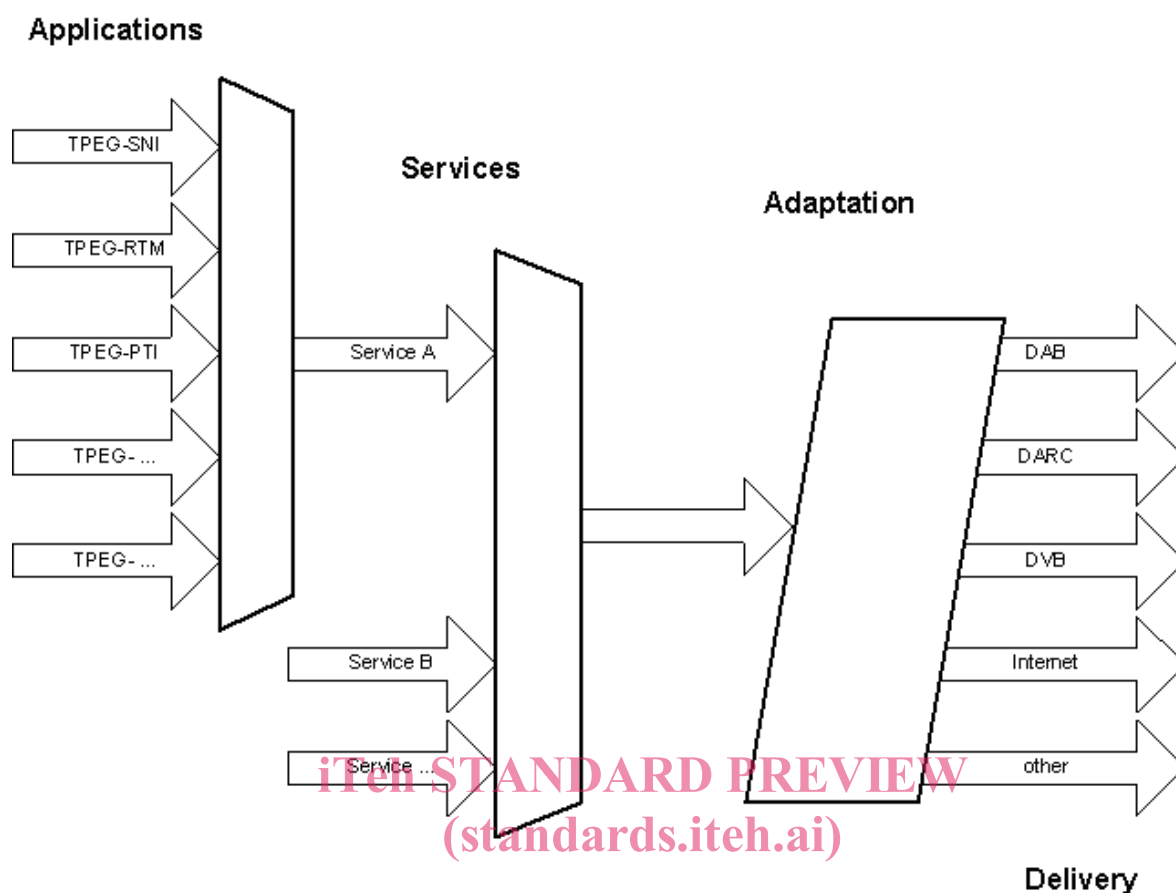 Applications
TPEG-SNI
TPEG-RTM
TPEG-PTI
TPEG- ...
TPEG- ...
Services
Service A
Service B
Service ...
Adaptation
DAB
DARC
DVB
Internet
other
iTeh STANDARD PREVIEW
(standards.iteh.ai)
Delivery